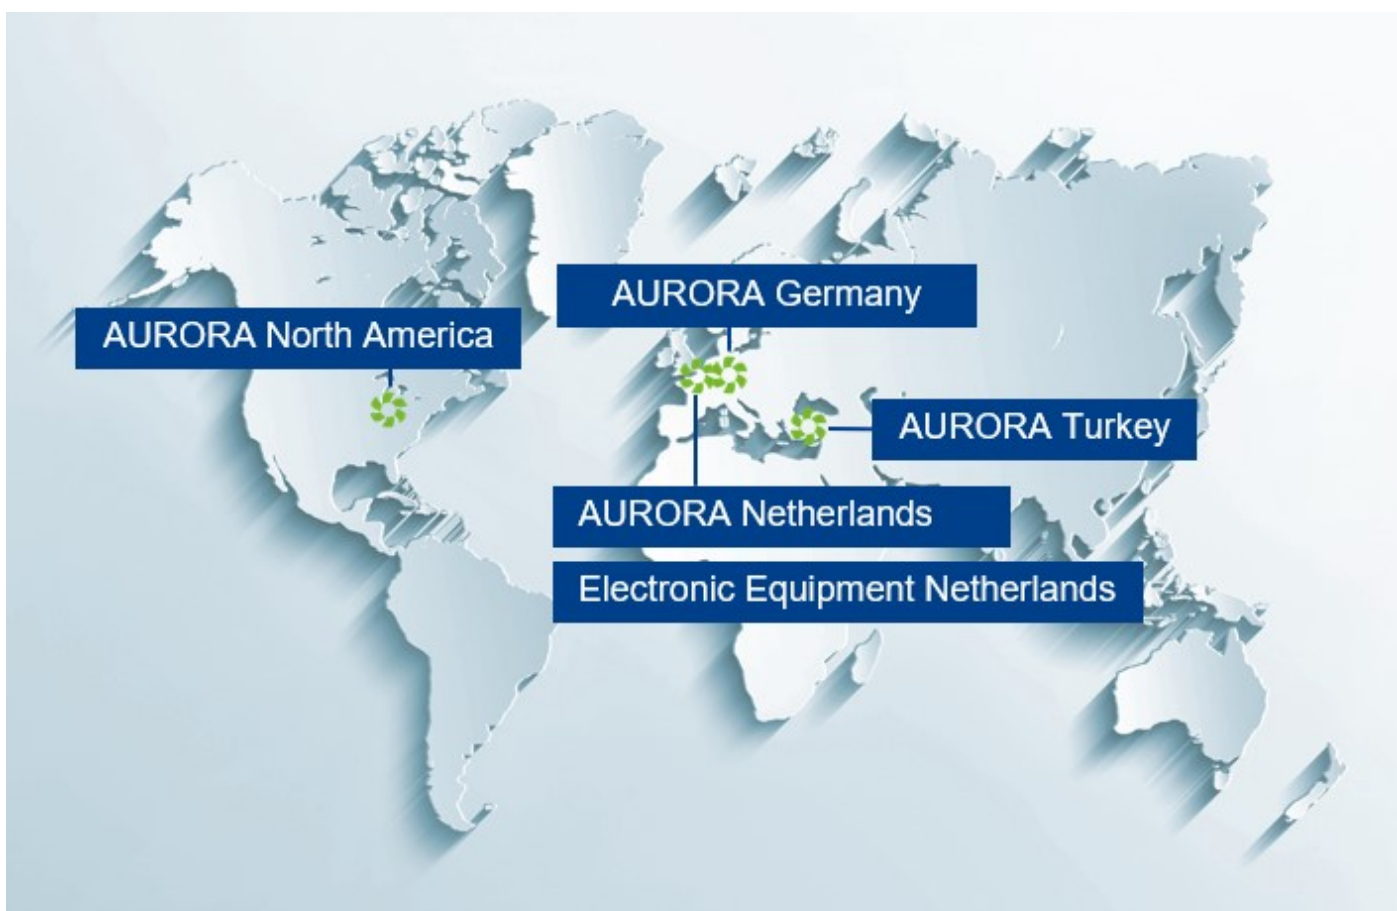 AURORA Germany
AURORA North America
AURORA Turkey
AURORA Netherlands
Electronic Equipment Netherlands